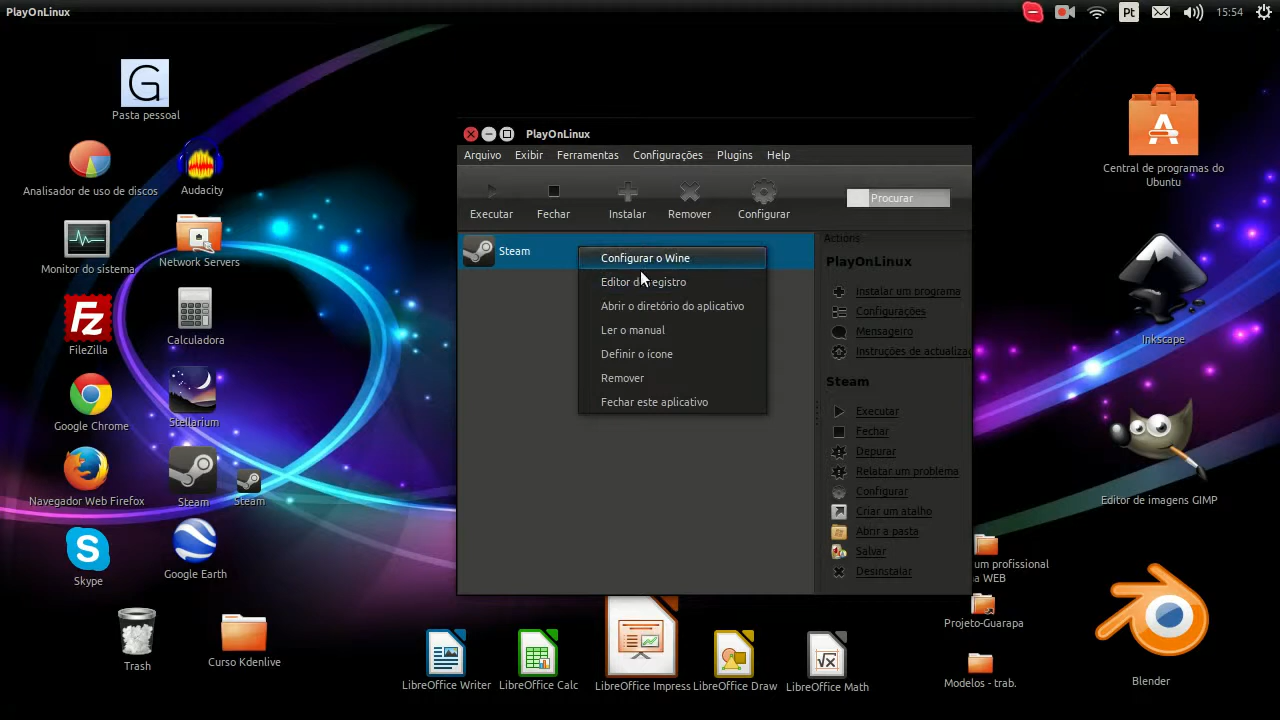 PlayOnLinux
Pt
15:54
G
Pasta pessoal
Analisador de uso de discos
Audacity
Monitor do sistema
Network Servers
FileZilla
Calculadora
Google Chrome
Stellarium
Navegador Web Firefox
Steam
Steam
Skype
Google Earth
Trash
Curso Kdenlive
PlayOnLinux
Arquivo Exibir Ferramentas Configurações Plugins Help
Executar Fechar Instalar Remover Configurar
Procurar
Steam
Configurar o Wine
Editor de registro
Abrir o diretório do aplicativo
Ler o manual
Definir o ícone
Remover
Fechar este aplicativo
Actions
PlayOnLinux
Instalar um programa
Configurações
Mensageiro
Instruções de actualizaç
Steam
Executar
Fechar
Depurar
Relatar um problema
Configurar
Criar um atalho
Abrir a pasta
Salvar
Desinstalar
LibreOffice Writer
LibreOffice Calc
LibreOffice Impress
LibreOffice Draw
LibreOffice Math
Central de programas do
Ubuntu
Inkscape
Editor de imagens GIMP
um profissional
a WEB
Projeto-Guarapa
Modelos - trab.
Blender